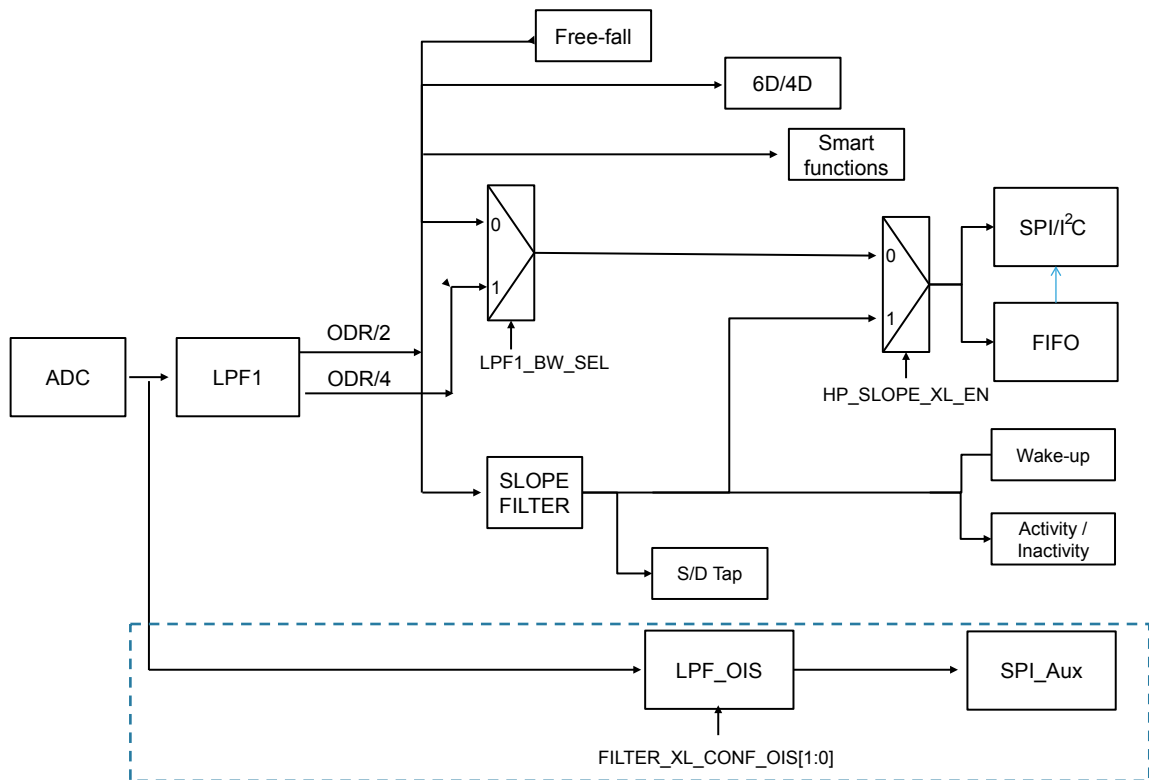 Free-fall
6D/4D
Smart
functions
0
1
LPF1_BW_SEL
0
1
HP_SLOPE_XL_EN
SPI/I²C
FIFO
ADC
LPF1
ODR/2
ODR/4
SLOPE
FILTER
S/D Tap
Wake-up
Activity /
Inactivity
LPF_OIS
SPI_Aux
FILTER_XL_CONF_OIS[1:0]